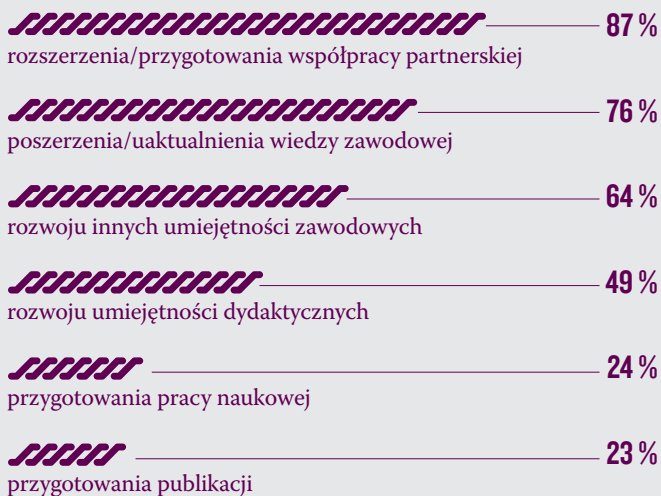 87 %
rozszerzenia/przygotowania współpracy partnerskiej
76 %
poszerzenia/uaktualnienia wiedzy zawodowej
64 %
rozwoju innych umiejętności zawodowych
49 %
rozwoju umiejętności dydaktycznych
24 %
przygotowania pracy naukowej
23 %
przygotowania publikacji